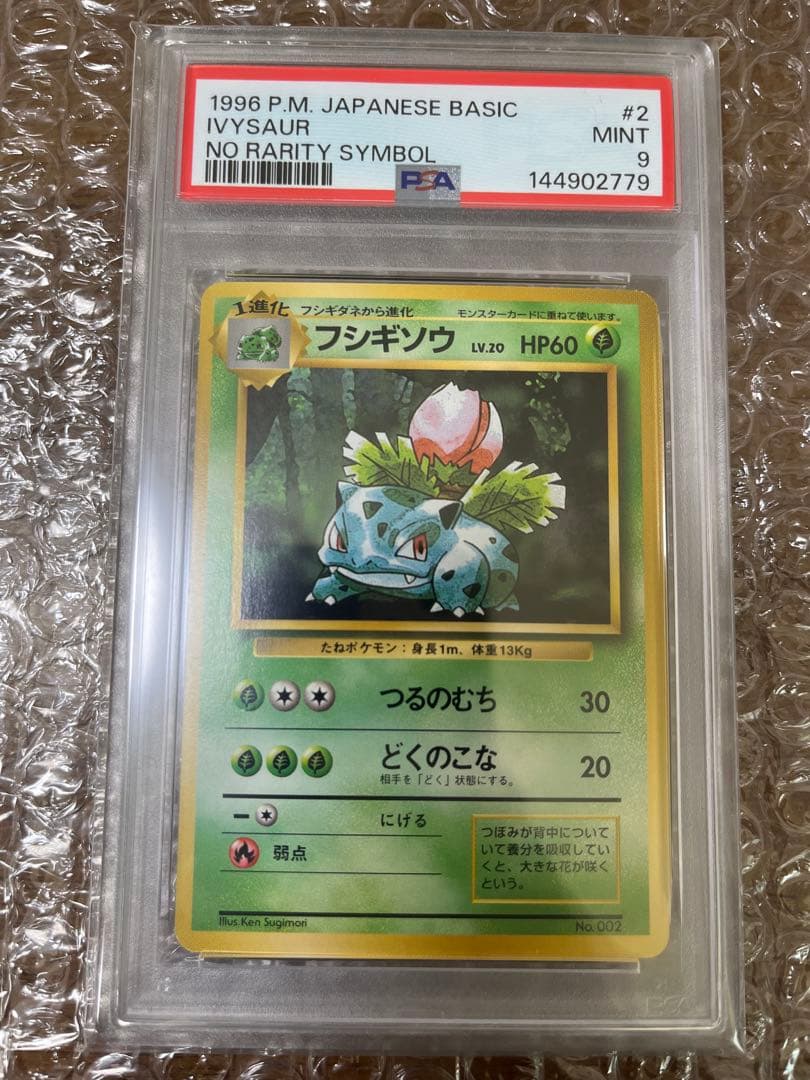 1996 P.M. JAPANESE BASIC #2
IVYSAUR MINT
NO RARITY SYMBOL 9
PSA 144902779
1進化 フシギダネから進化 モンスターカードに重ねて使います。
フシギソウ LV.20 HP60
たねポケモン:身長1m、体重13Kg
つるのむち 30
どくのこな 20
相手を「どく」状態にする。
ー にげる
弱点
つぼみが背中について
いて養分を吸収してい
くと、大きな花が咲く
という。
Illus. Ken Sugimori No. 002
PSA